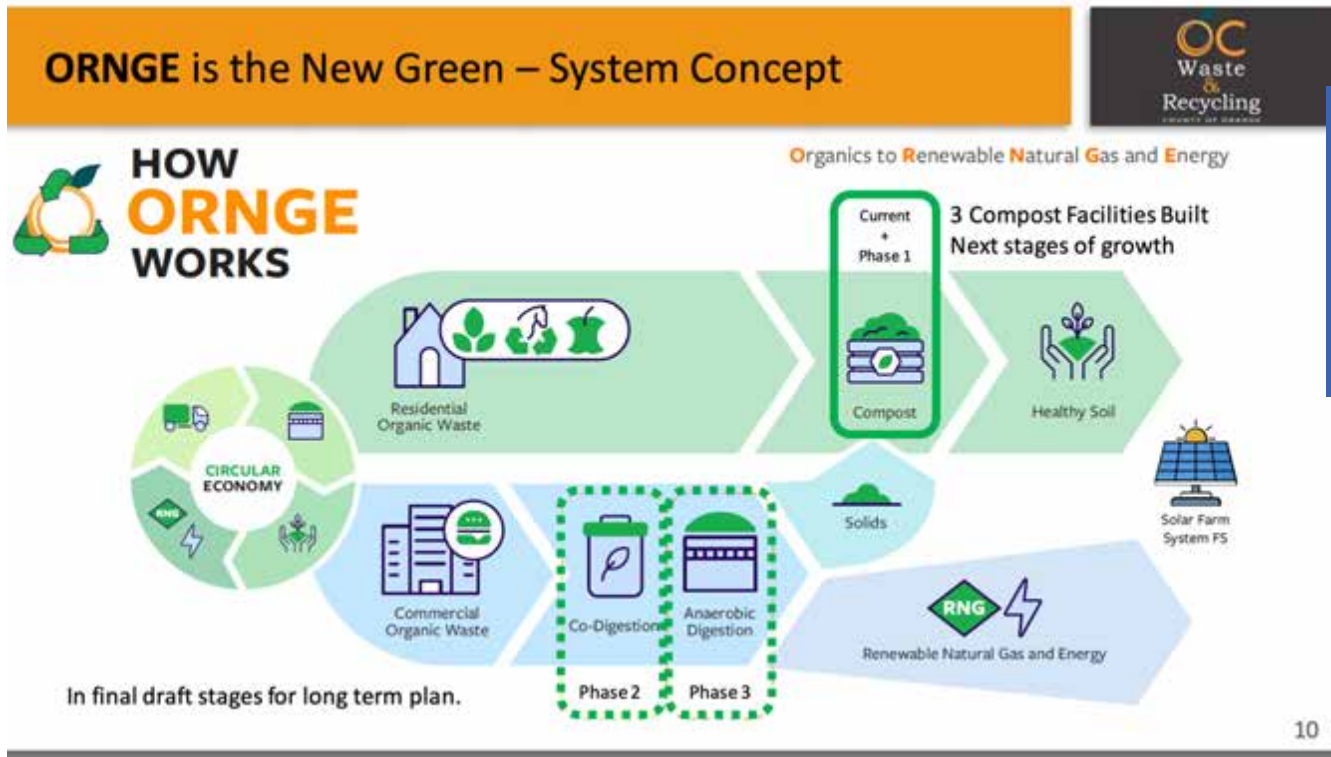 ORNGE is the New Green – System Concept
OC
Waste
&
Recycling
COUNTY OF ORANGE
HOW
ORNGE
WORKS
Organics to Renewable Natural Gas and Energy
Current
+
Phase 1
3 Compost Facilities Built
Next stages of growth
Residential
Organic Waste
Compost
Healthy Soil
CIRCULAR
ECONOMY
RNG
Solids
Solar Farm
System FS
Commercial
Organic Waste
Co-Digestion
Anaerobic
Digestion
RNG
Renewable Natural Gas and Energy
Phase 2
Phase 3
In final draft stages for long term plan.
10